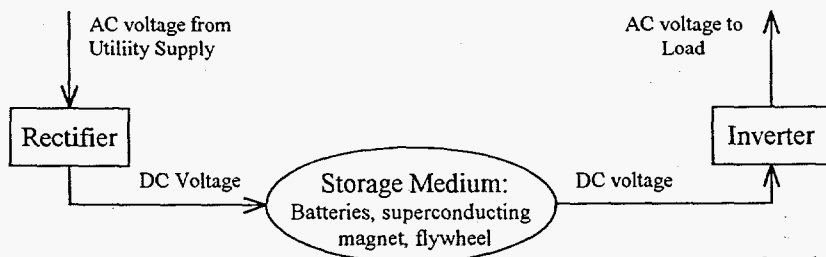 AC voltage from
Utiliity Supply
AC voltage to
Load
Rectifier
Inverter
DC Voltage
Storage Medium:
Batteries, superconducting
magnet, flywheel
DC voltage